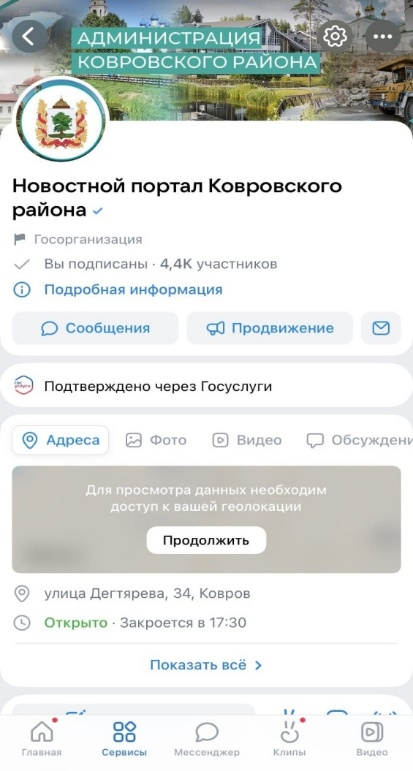 АДМИНИСТРАЦИЯ
КОВРОВСКОГО РАЙОНА
Новостной портал Ковровского
района
Госорганизация
Вы подписаны · 4,4K участников
Подробная информация
Сообщения
Продвижение
Подтверждено через Госуслуги
Адреса
Фото
Видео
Обсуждени
Для просмотра данных необходим
доступ к вашей геолокации
Продолжить
улица Дегтярева, 34, Ковров
Открыто · Закроется в 17:30
Показать всё
Главная
Сервисы
Мессенджер
Клипы
Видео